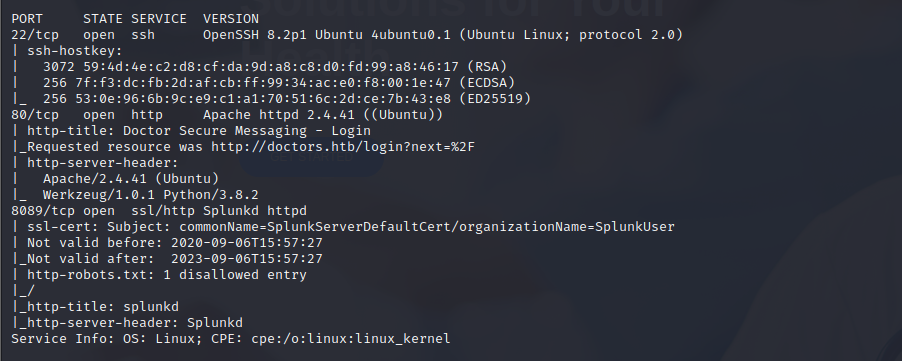 PORT     STATE SERVICE  VERSION
22/tcp   open  ssh      OpenSSH 8.2p1 Ubuntu 4ubuntu0.1 (Ubuntu Linux; protocol 2.0)
| ssh-hostkey:
|   3072 59:4d:4e:c2:d8:cf:da:9d:a8:c8:d0:fd:99:a8:46:17 (RSA)
|   256 7f:f3:dc:fb:2d:af:cb:ff:99:34:ac:e0:f8:00:1e:47 (ECDSA)
|_  256 53:0e:96:6b:9c:e9:c1:a1:70:51:6c:2d:ce:7b:43:e8 (ED25519)
80/tcp   open  http     Apache httpd 2.4.41 ((Ubuntu))
| http-title: Doctor Secure Messaging - Login
|_Requested resource was http://doctors.htb/login?next=%2F
| http-server-header:
|   Apache/2.4.41 (Ubuntu)
|_  Werkzeug/1.0.1 Python/3.8.2
8089/tcp open  ssl/http Splunkd httpd
| ssl-cert: Subject: commonName=SplunkServerDefaultCert/organizationName=SplunkUser
| Not valid before: 2020-09-06T15:57:27
|_Not valid after:  2023-09-06T15:57:27
| http-robots.txt: 1 disallowed entry
|_/
|_http-title: splunkd
|_http-server-header: Splunkd
Service Info: OS: Linux; CPE: cpe:/o:linux:linux_kernel